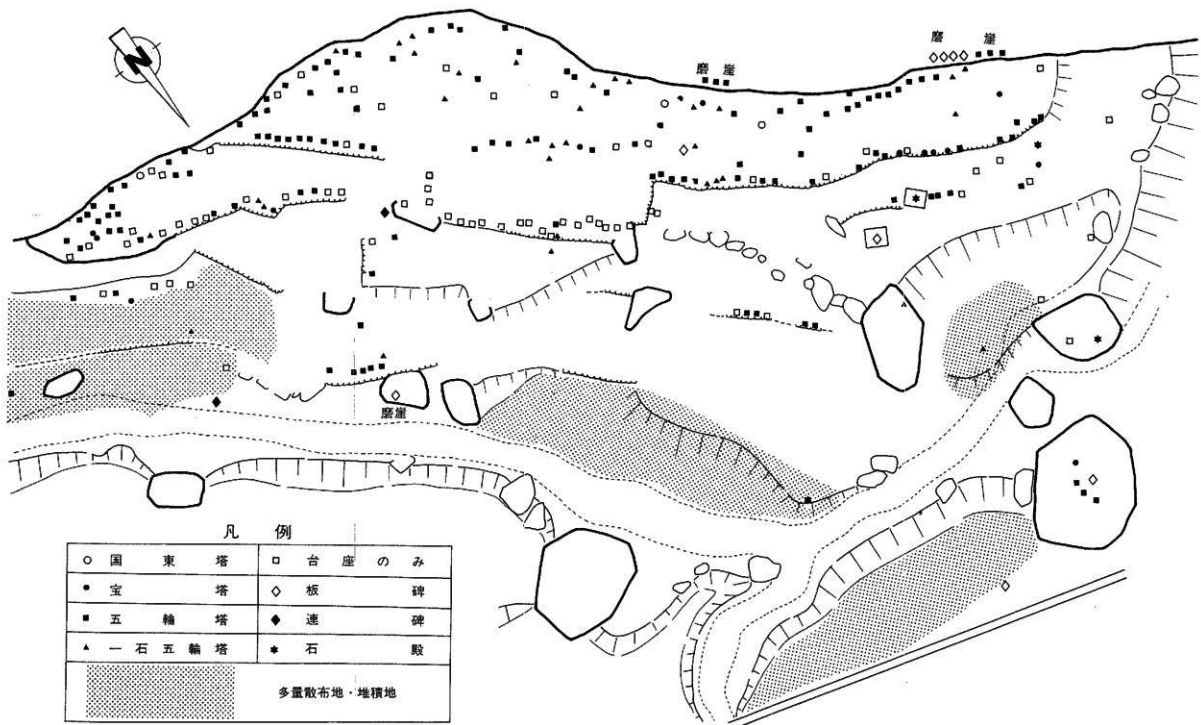 N
磨崖
磨崖
磨崖
凡例
○ 国東塔 □ 台座のみ
● 宝塔 ◇ 板碑
■ 五輪塔 ◆ 連碑
▲ 一石五輪塔 ✱ 石殿
多量散布地・堆積地